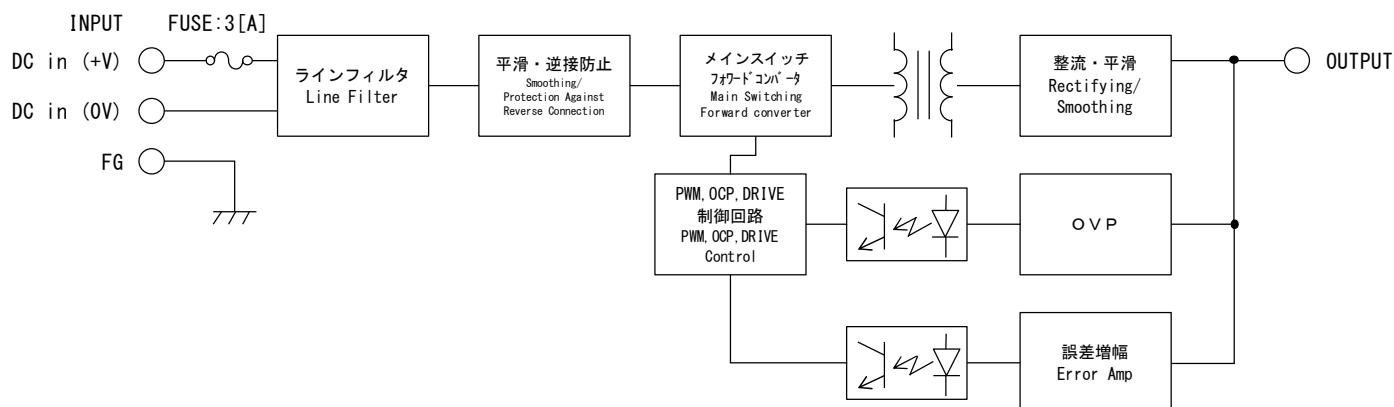 INPUT
FUSE:3[A]
DC in (+V)
DC in (0V)
FG
ラインフィルタ
Line Filter
平滑・逆接防止
Smoothing/
Protection Against
Reverse Connection
メインスイッチ
フォワードコンバータ
Main Switching
Forward converter
整流・平滑
Rectifying/
Smoothing
OUTPUT
PWM,OCP,DRIVE
制御回路
PWM,OCP,DRIVE
Control
OVP
誤差増幅
Error Amp